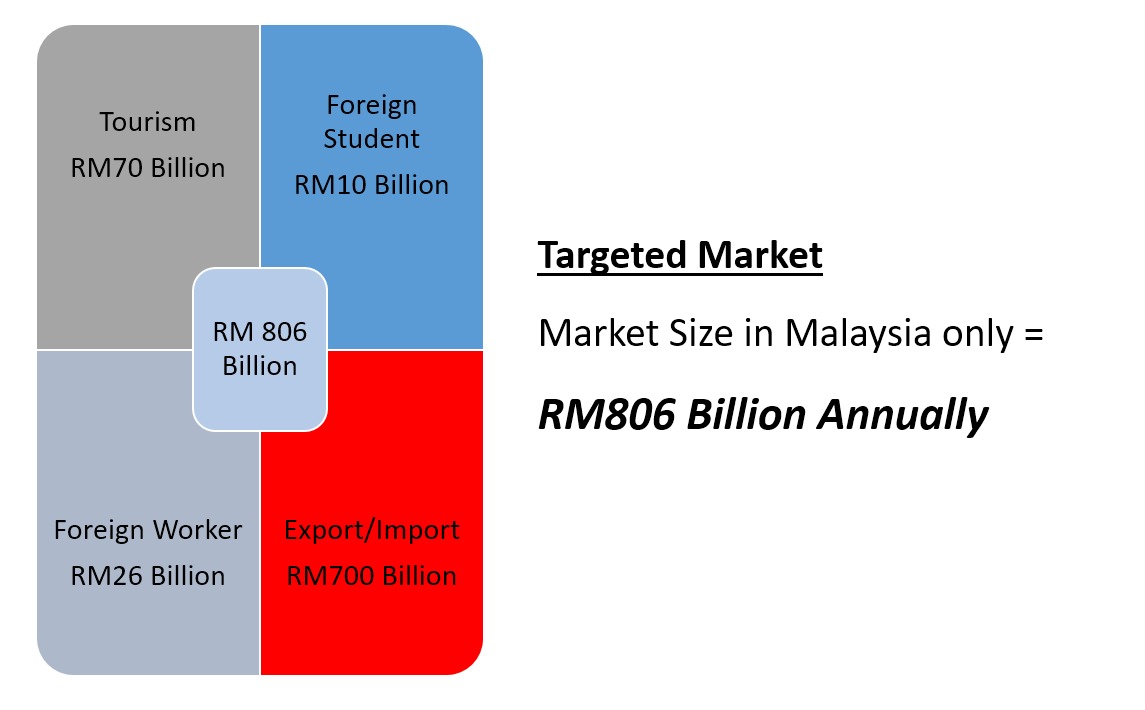 Tourism
RM70 Billion
Foreign
Student
RM10 Billion
RM 806
Billion
Foreign Worker
RM26 Billion
Export/Import
RM700 Billion
Targeted Market
Market Size in Malaysia only =
RM806 Billion Annually